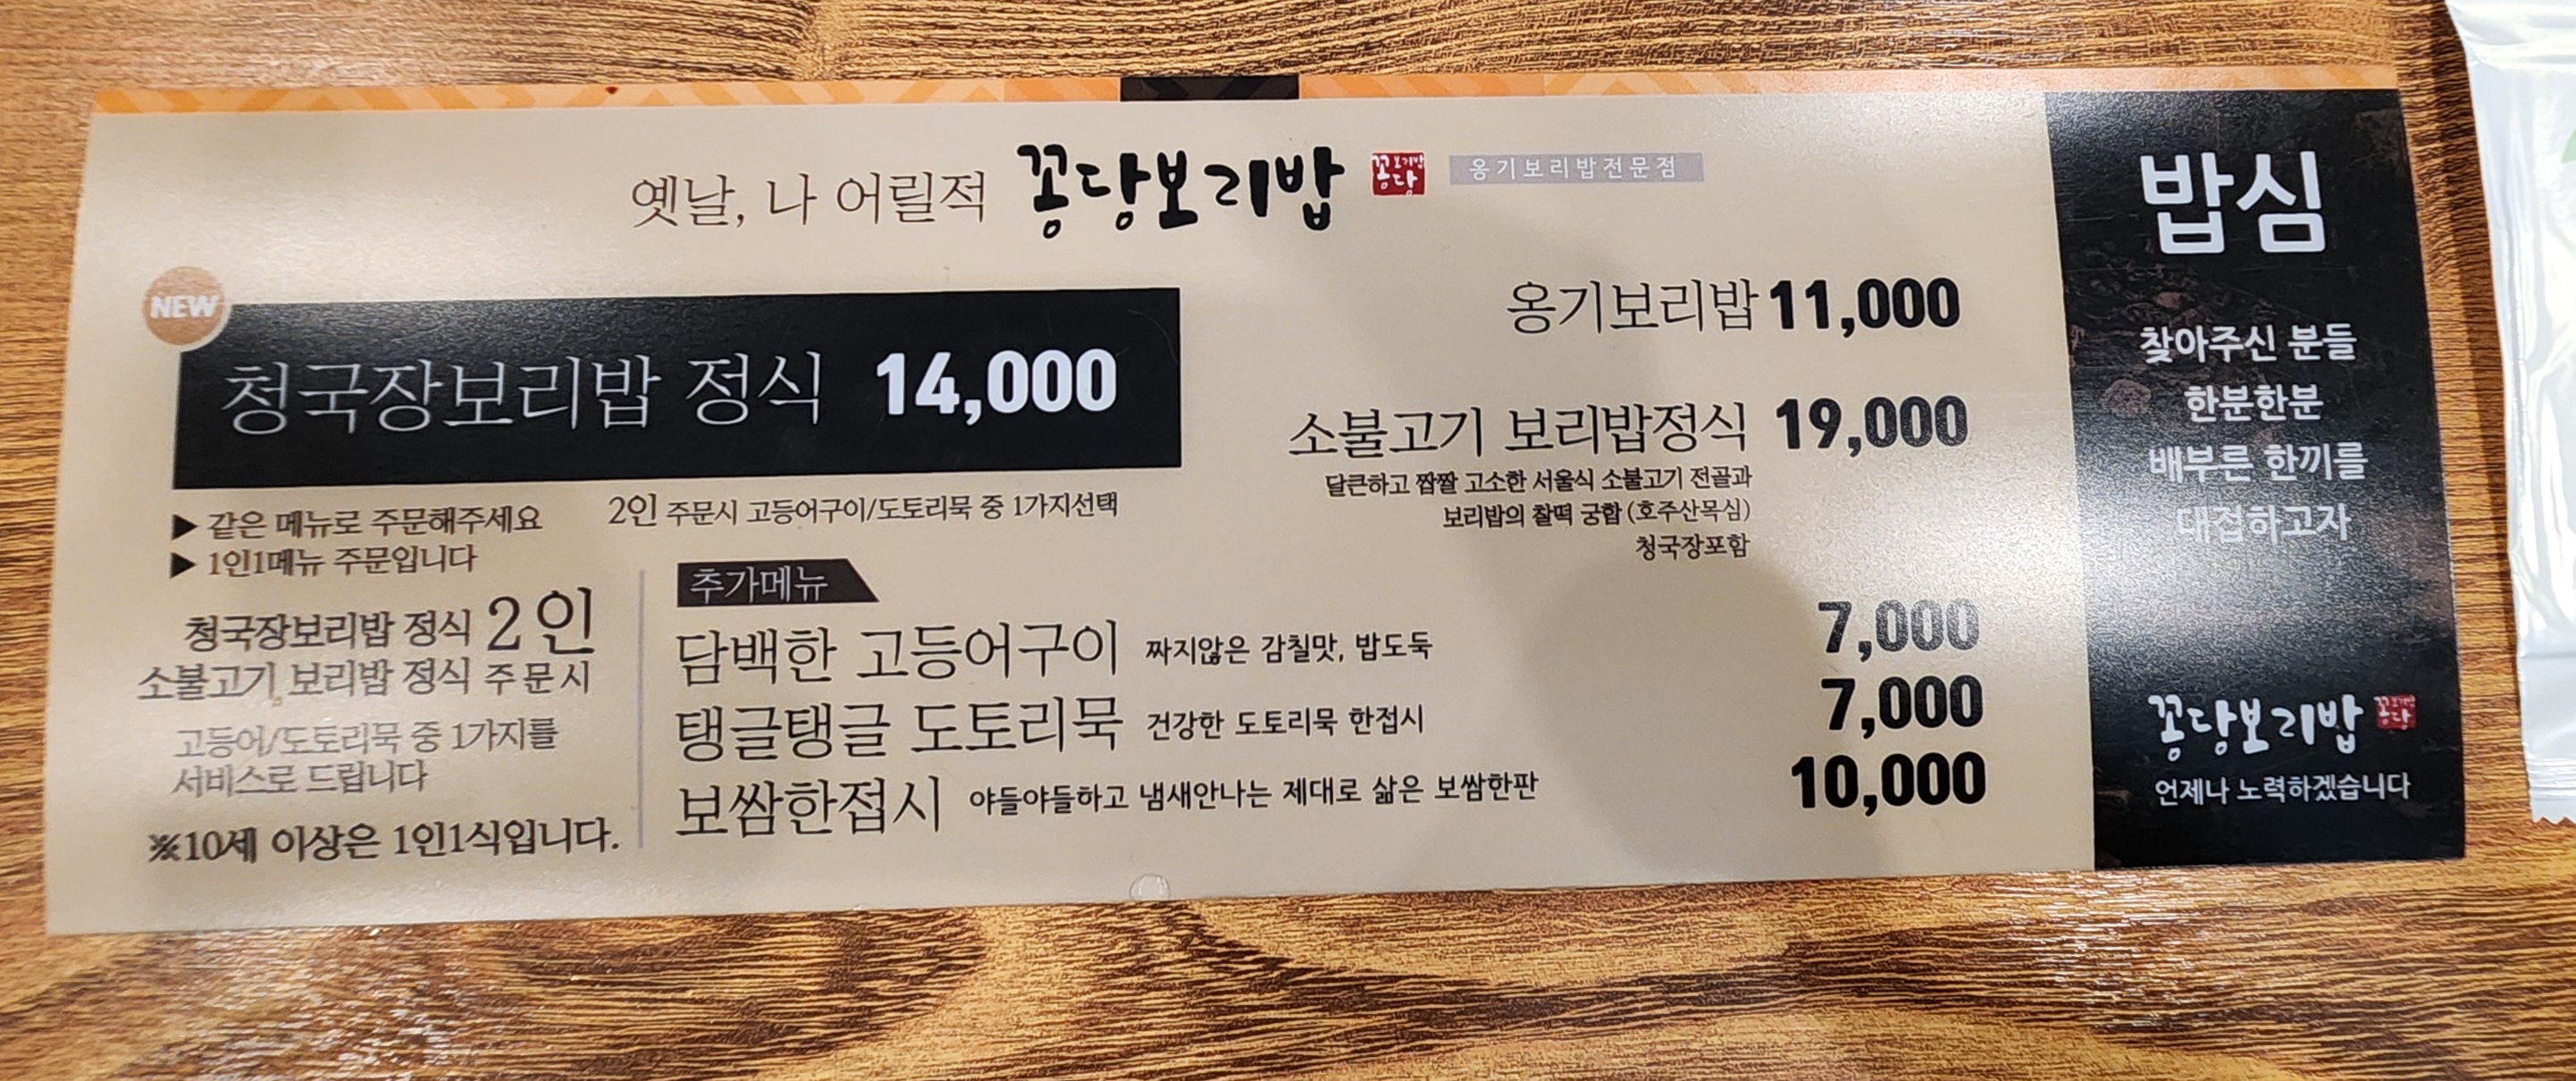 옛날, 나 어릴적 꽁당보리밥 꽁당보리밥 옹기보리밥전문점
NEW
청국장보리밥 정식 14,000
▶ 같은 메뉴로 주문해주세요
▶ 1인1메뉴 주문입니다
2인 주문시 고등어구이/도토리묵 중 1가지선택
청국장보리밥 정식 2인
소불고기 보리밥 정식 주문시
고등어/도토리묵 중 1가지를
서비스로 드립니다
※10세 이상은 1인1식입니다.
옹기보리밥 11,000
소불고기 보리밥정식 19,000
달큰하고 짭짤 고소한 서울식 소불고기 전골과
보리밥의 찰떡 궁합 (호주산목심)
청국장포함
추가메뉴
담백한 고등어구이 짜지않은 감칠맛, 밥도둑 7,000
탱글탱글 도토리묵 건강한 도토리묵 한접시 7,000
보쌈한접시 야들야들하고 냄새안나는 제대로 삶은 보쌈한판 10,000
밥심
찾아주신 분들
한분한분
배부른 한끼를
대접하고자
꽁당보리밥 꽁당보리밥
언제나 노력하겠습니다